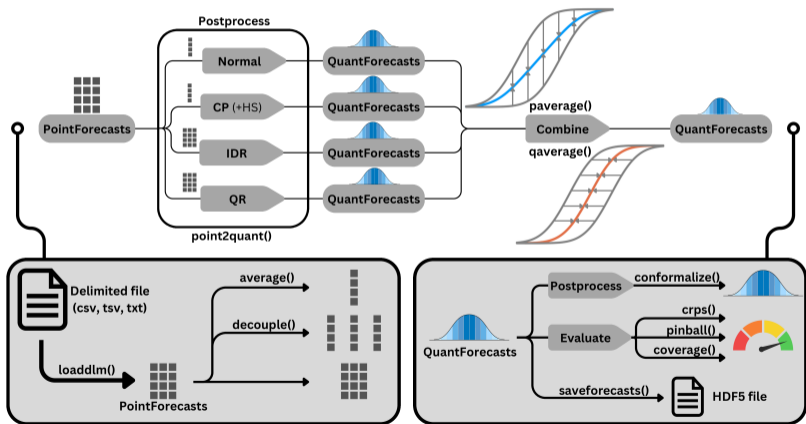 Postprocess
Normal
QuantForecasts
CP (+HS)
QuantForecasts
PointForecasts
IDR
QuantForecasts
QR
QuantForecasts
point2quant()
paverage()
Combine
qaverage()
QuantForecasts
Delimited file
(csv, tsv, txt)
loaddlm()
PointForecasts
average()
decouple()
QuantForecasts
Postprocess
conformalize()
Evaluate
crps()
pinball()
coverage()
saveforecasts()
HDF5 file